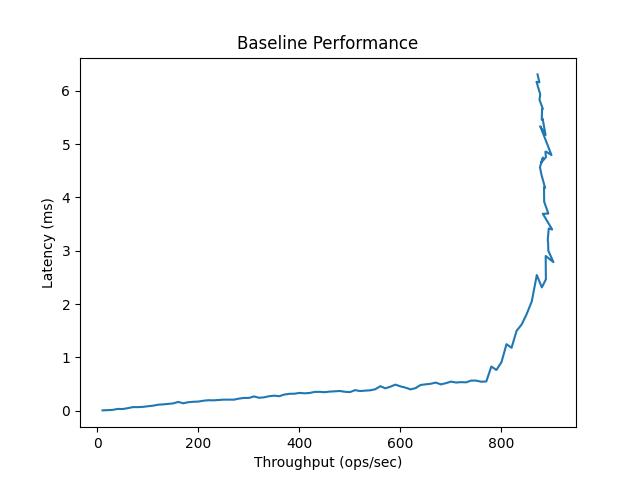 Baseline Performance
6
5
4
3
2
1
0
Latency (ms)
0 200 400 600 800
Throughput (ops/sec)